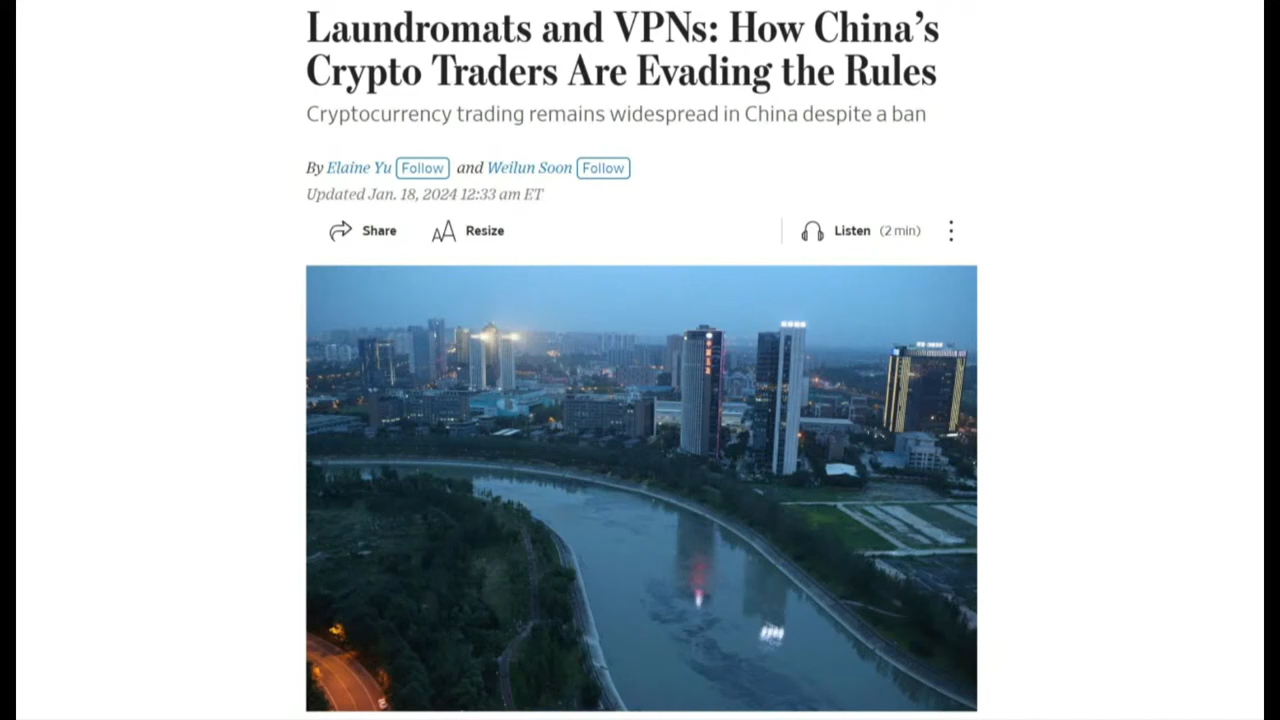 Laundromats and VPNs: How China’s
Crypto Traders Are Evading the Rules
Cryptocurrency trading remains widespread in China despite a ban
By Elaine Yu Follow and Weilun Soon Follow
Updated Jan. 18, 2024 12:33 am ET
Share Resize Listen (2 min)